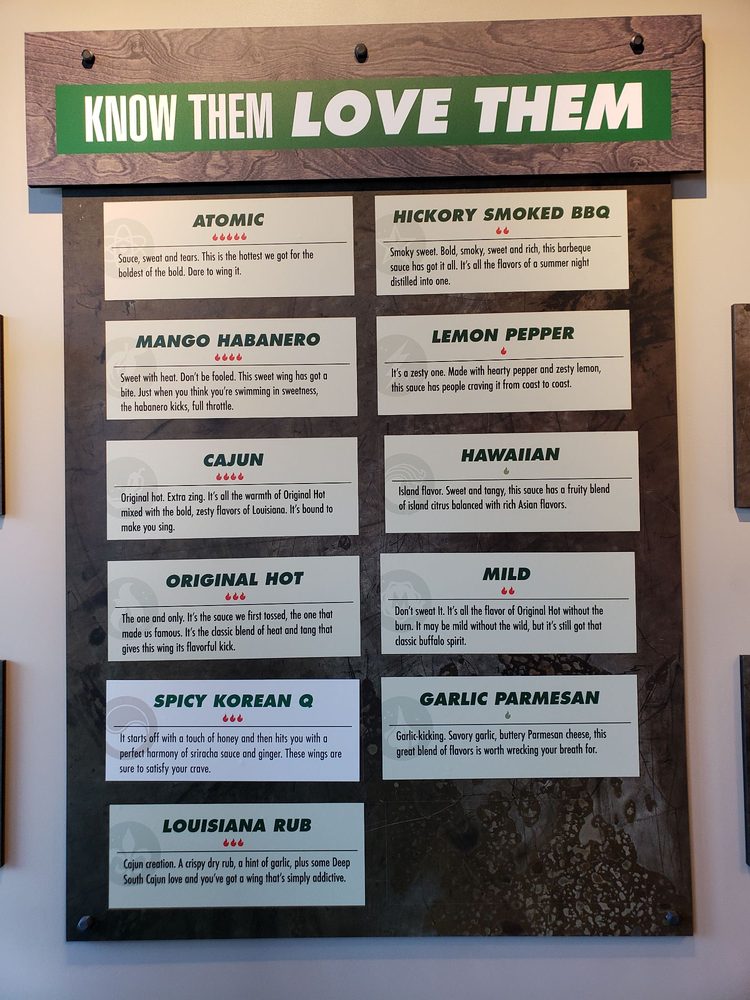 KNOW THEM LOVE THEM
ATOMIC
Sauce, sweat and tears. This is the hottest we got for the
boldest of the bold. Dare to wing it.
MANGO HABANERO
Sweet with heat. Don't be fooled. This sweet wing has got a
bite. Just when you think you're swimming in sweetness,
the habanero kicks, full throttle.
CAJUN
Original hot. Extra zing. It's all the warmth of Original Hot
mixed with the bold, zesty flavors of Louisiana. It's bound to
make you sing.
ORIGINAL HOT
The one and only. It's the sauce we first tossed, the one that
made us famous. It's the classic blend of heat and tang that
gives this wing its flavorful kick.
SPICY KOREAN Q
It starts off with a touch of honey and then hits you with a
perfect harmony of sriracha sauce and ginger. These wings are
sure to satisfy your crave.
LOUISIANA RUB
Cajun creation. A crispy dry rub, a hint of garlic, plus some Deep
South Cajun love and you've got a wing that's simply addictive.
HICKORY SMOKED BBQ
Smoky sweet. Bold, smoky, sweet and rich, this barbeque
sauce has got it all. It's all the flavors of a summer night
distilled into one.
LEMON PEPPER
It's a zesty one. Made with hearty pepper and zesty lemon,
this sauce has people craving it from coast to coast.
HAWAIIAN
Island flavor. Sweet and tangy, this sauce has a fruity blend
of island citrus balanced with rich Asian flavors.
MILD
Don't sweat It. It's all the flavor of Original Hot without the
burn. It may be mild without the wild, but it's still got that
classic buffalo spirit.
GARLIC PARMESAN
Garlic-kicking. Savory garlic, buttery Parmesan cheese, this
great blend of flavors is worth wrecking your breath for.